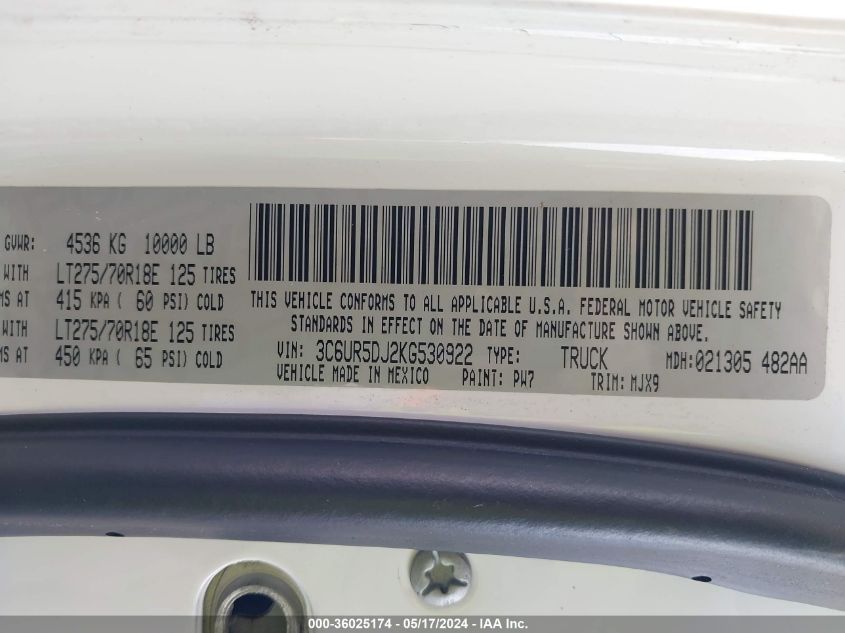 GVWR: 4536 KG 10000 LB
WITH LT275/70R18E 125 TIRES
MS AT 415 KPA ( 60 PSI) COLD
WITH LT275/70R18E 125 TIRES
MS AT 450 KPA ( 65 PSI) COLD
THIS VEHICLE CONFORMS TO ALL APPLICABLE U.S.A. FEDERAL MOTOR VEHICLE SAFETY
STANDARDS IN EFFECT ON THE DATE OF MANUFACTURE SHOWN ABOVE.
VIN: 3C6UR5DJ2KG530922 TYPE: TRUCK MDH:021305 482AA
VEHICLE MADE IN MEXICO PAINT: PW7 TRIM: MJX9
000-36025174 - 05/17/2024 - IAA Inc.